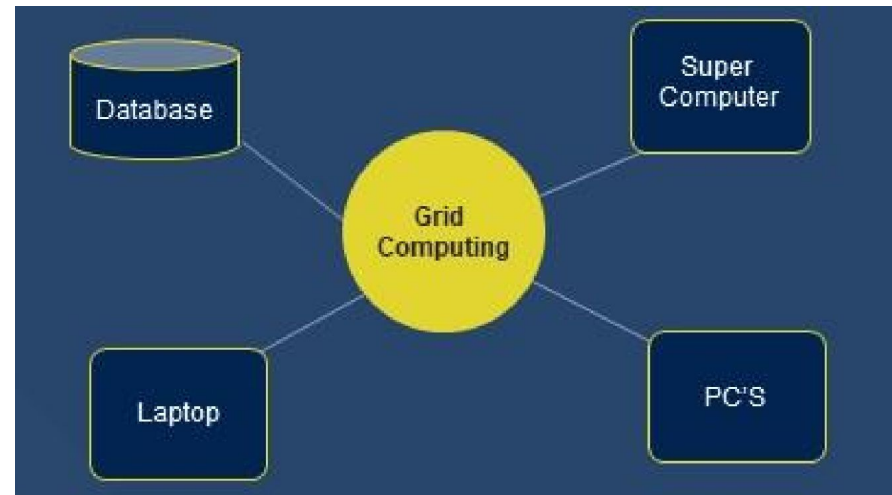 Database
Super
Computer
Grid
Computing
Laptop
PC'S